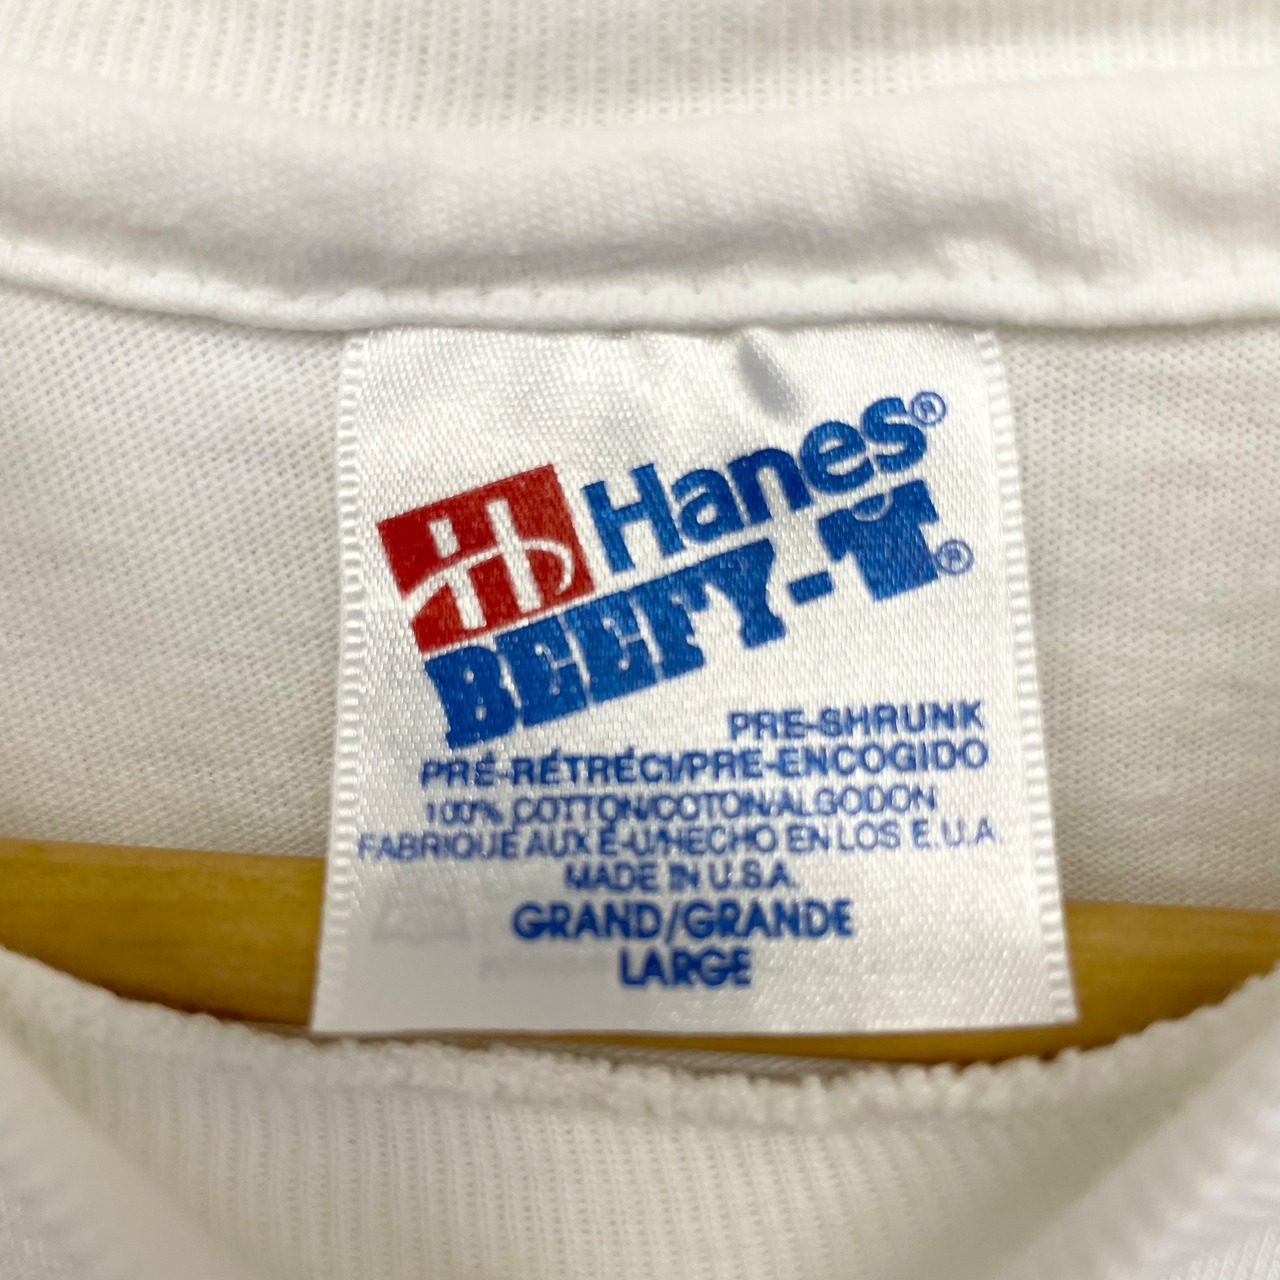 Hanes®
BEEFY-T®
PRE-SHRUNK
PRÉ-RÉTRÉCI/PRE-ENCOGIDO
100% COTTON/COTON/ALGODON
FABRIQUE AUX É-U/HECHO EN LOS E.U.A.
MADE IN U.S.A.
GRAND/GRANDE
LARGE